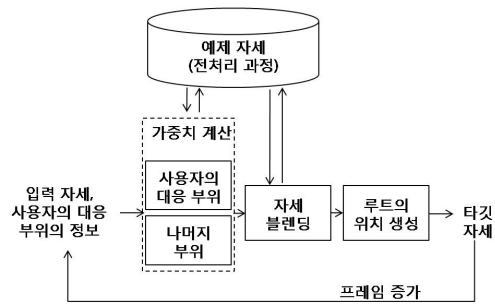 예제 자세
(전처리 과정)
가중치 계산
사용자의
대응 부위
나머지
부위
입력 자세,
사용자의 대응
부위의 정보
자세
블렌딩
루트의
위치 생성
타깃
자세
프레임 증가